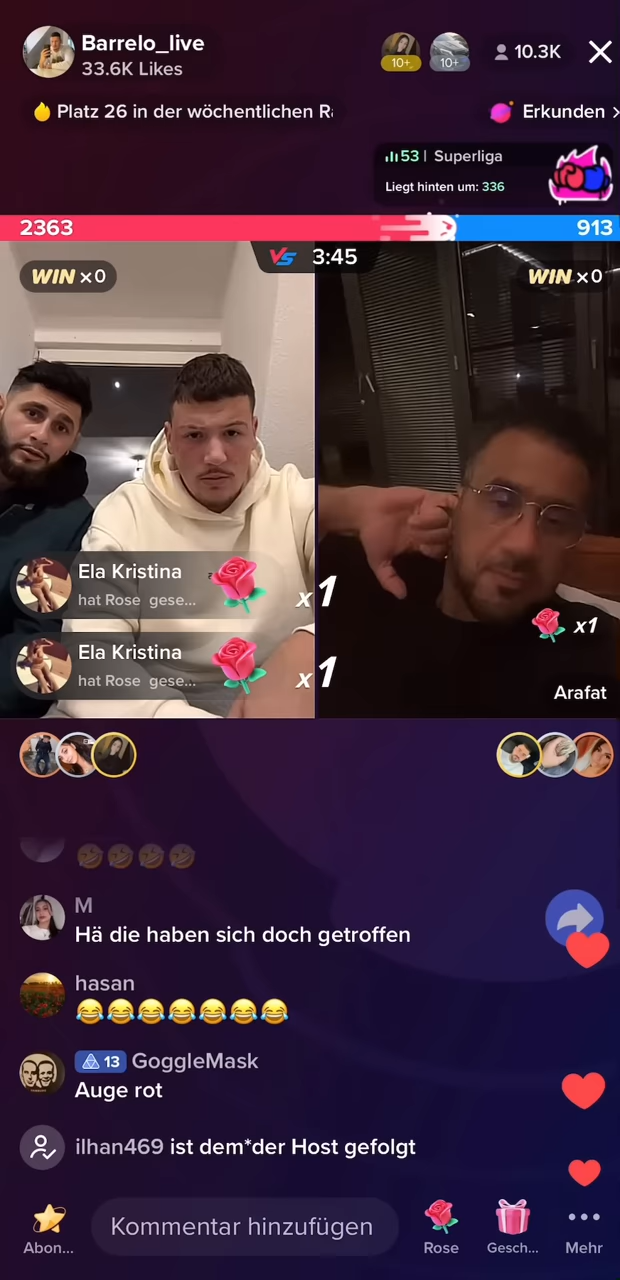 Barrelo_live
33.6K Likes
10+
10+
10.3K
Platz 26 in der wöchentlichen R
Erkunden
53 | Superliga
Liegt hinten um: 336
2363
913
VS 3:45
WIN x0
WIN x0
Ela Kristina
hat Rose gese...
x1
Ela Kristina
hat Rose gese...
x1
x1
Arafat
M
Hä die haben sich doch getroffen
hasan
13 GoggleMask
Auge rot
ilhan469 ist dem*der Host gefolgt
Abon...
Kommentar hinzufügen
Rose
Gesch...
Mehr